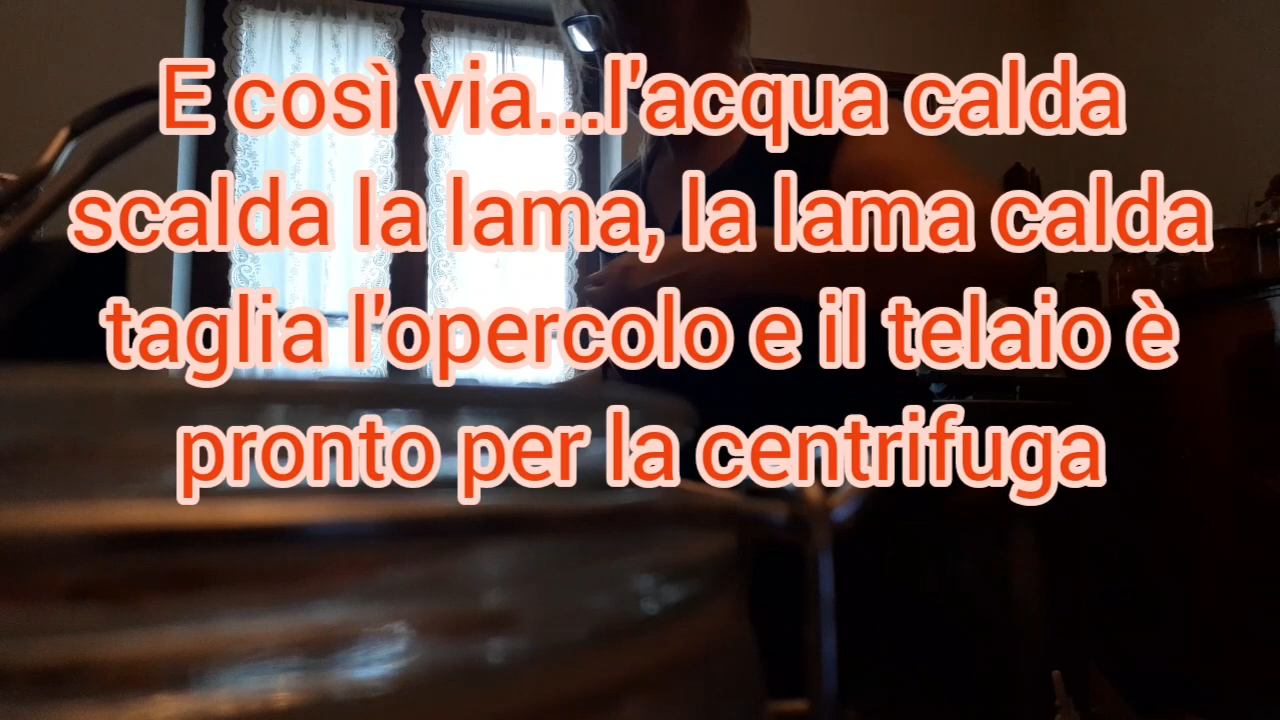 E così via...l'acqua calda
scalda la lama, la lama calda
taglia l'opercolo e il telaio è
pronto per la centrifuga